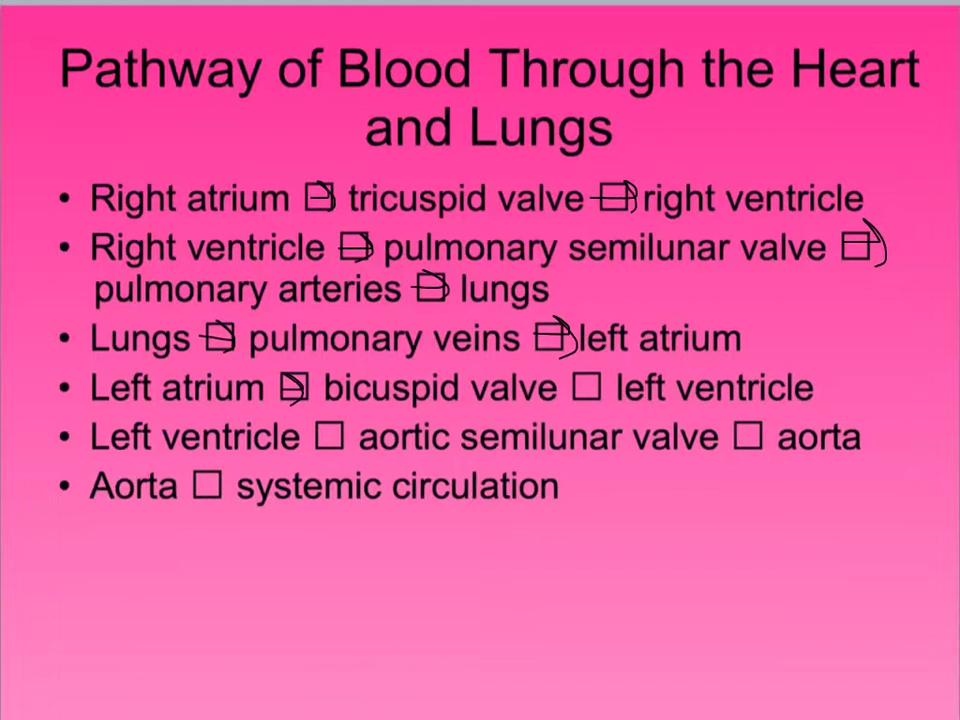 Pathway of Blood Through the Heart
and Lungs
• Right atrium □ tricuspid valve □ right ventricle
• Right ventricle □ pulmonary semilunar valve □
pulmonary arteries □ lungs
• Lungs □ pulmonary veins □ left atrium
• Left atrium □ bicuspid valve □ left ventricle
• Left ventricle □ aortic semilunar valve □ aorta
• Aorta □ systemic circulation